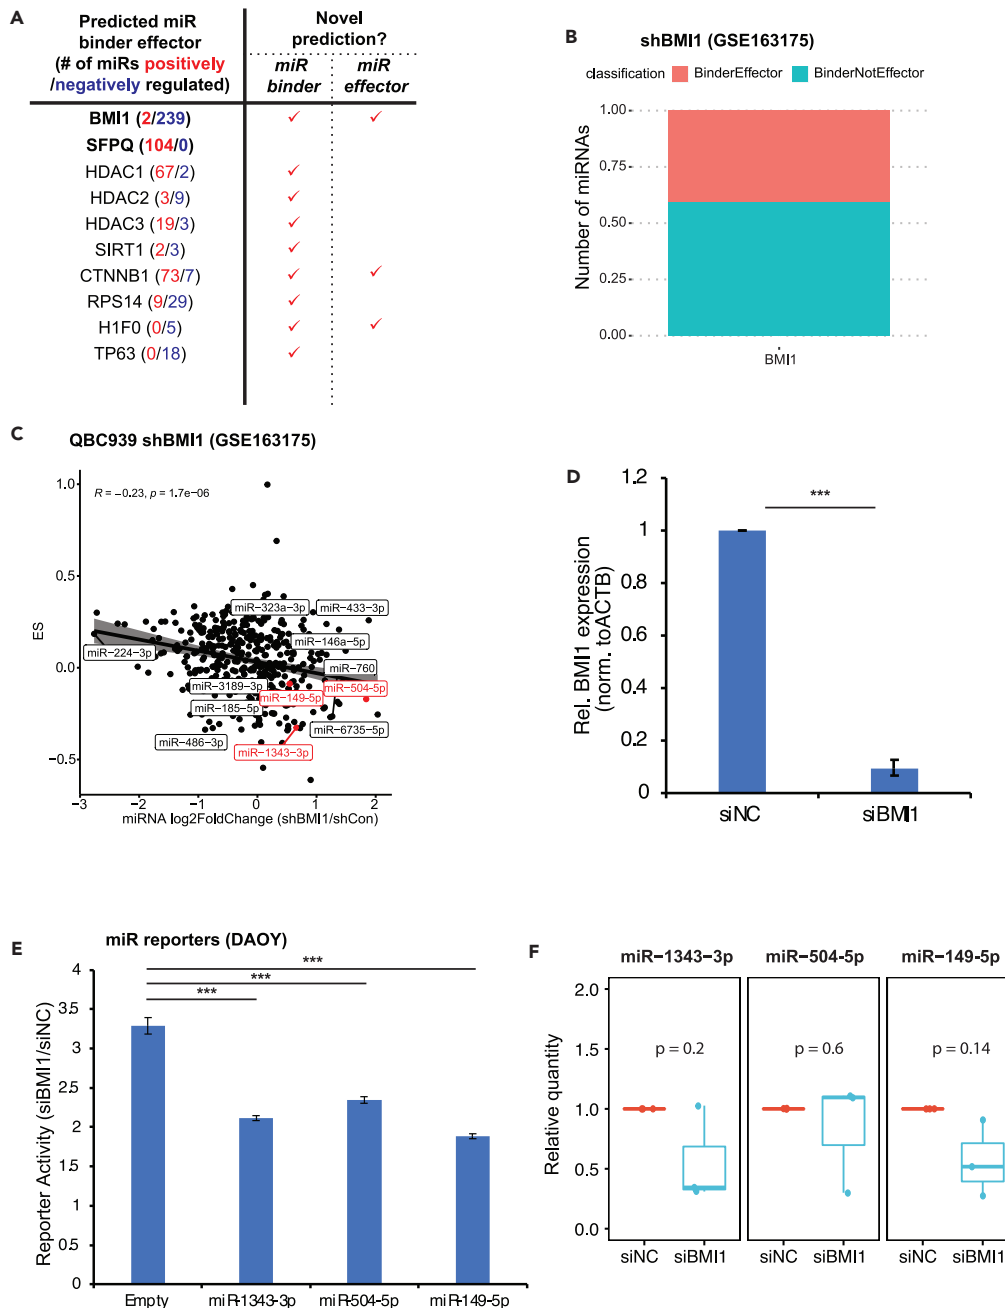 A
Predicted miR
binder effector
(# of miRs positively
/negatively regulated)
Novel
prediction?
miR
binder
miR
effector
BMI1 (2/239) ✓ ✓
SFPQ (104/0)
HDAC1 (67/2) ✓
HDAC2 (3/9) ✓
HDAC3 (19/3) ✓
SIRT1 (2/3) ✓
CTNNB1 (73/7) ✓ ✓
RPS14 (9/29) ✓
H1F0 (0/5) ✓ ✓
TP63 (0/18) ✓
B
shBMI1 (GSE163175)
classification BinderEffector BinderNotEffector
Number of miRNAs
1.00
0.75
0.50
0.25
0.00
BMI1
C
QBC939 shBMI1 (GSE163175)
R = −0.23, p = 1.7e−06
ES
1.0
0.5
0.0
−0.5
miR−323a−3p
miR−433−3p
miR−146a−5p
miR−224−3p
miR−760
miR−3189−3p
miR−504−5p
miR−149−5p
miR−185−5p
miR−6735−5p
miR−486−3p
miR−1343−3p
−3 −2 −1 0 1 2
miRNA log2FoldChange (shBMI1/shCon)
D
Rel. BMI1 expression
(norm. toACTB)
1.2
1
0.8
0.6
0.4
0.2
0
***
siNC siBMI1
E
miR reporters (DAOY)
Reporter Activity (siBMI1/siNC)
4
3.5
3
2.5
2
1.5
1
0.5
0
***
***
***
Empty miR-1343-3p miR-504-5p miR-149-5p
F
miR−1343−3p miR−504-5p miR−149-5p
Relative quantity
2.0
1.5
1.0
0.5
0.0
p = 0.2 p = 0.6 p = 0.14
siNC siBMI1 siNC siBMI1 siNC siBMI1